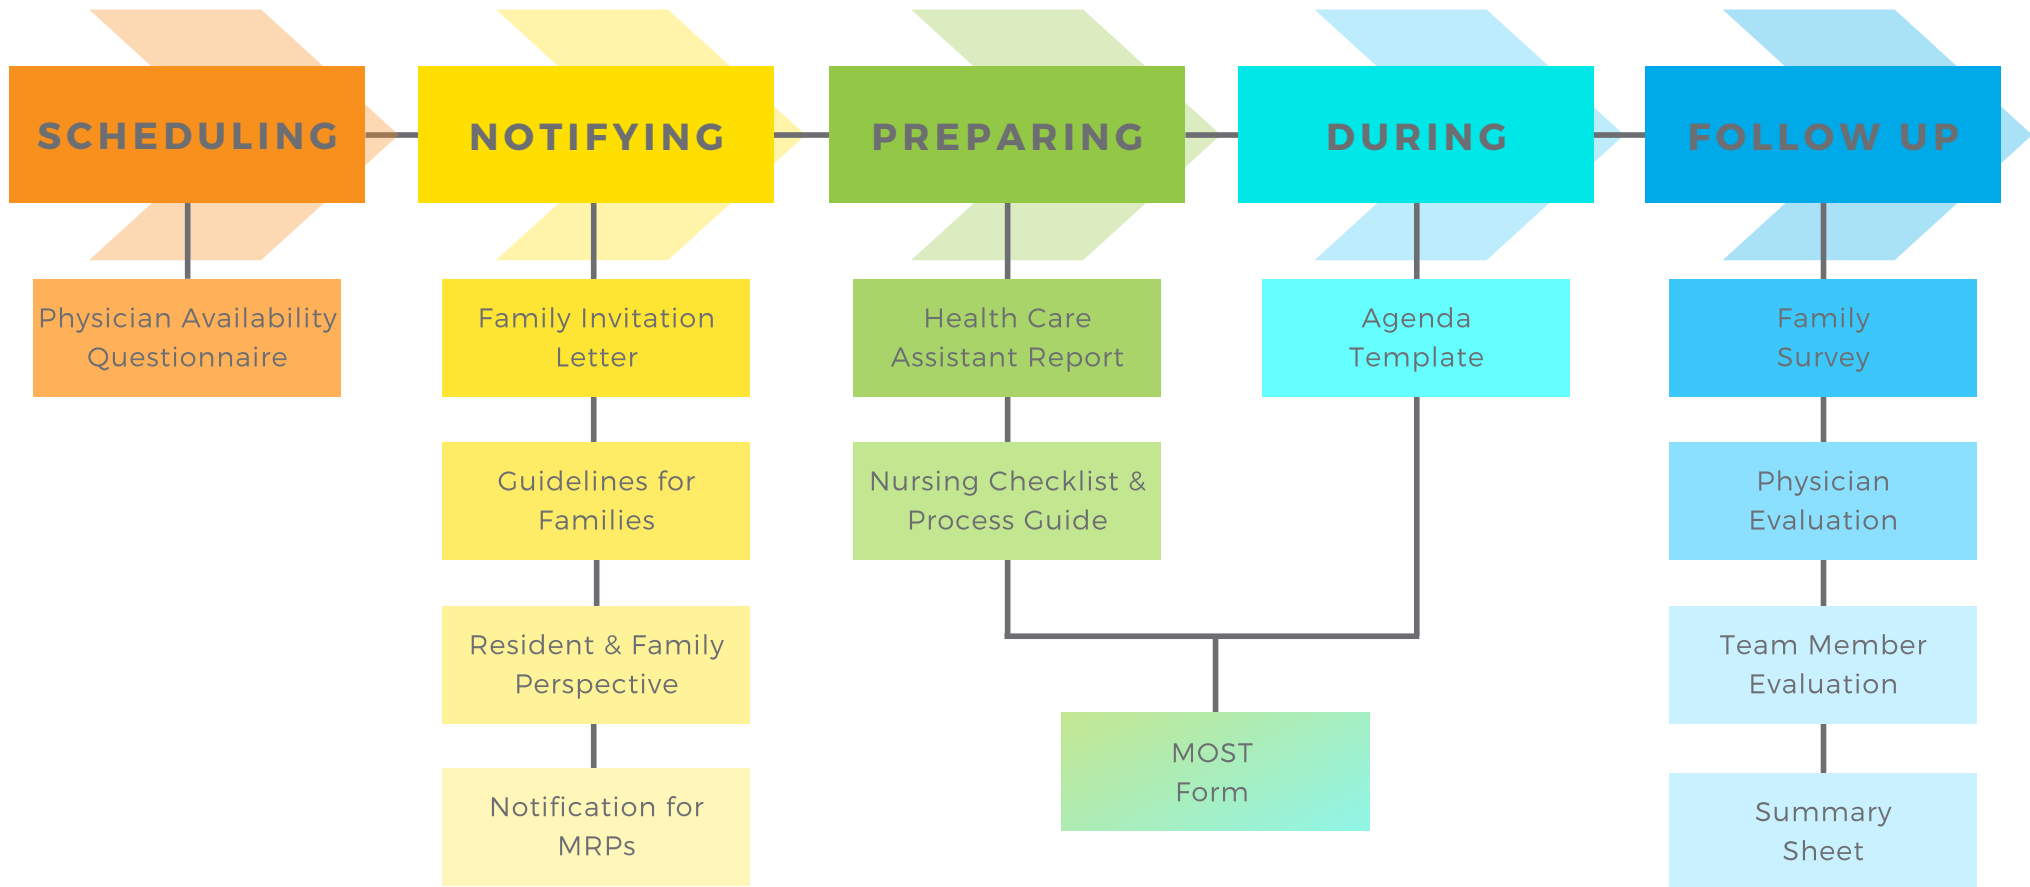 SCHEDULING
NOTIFYING
PREPARING
DURING
FOLLOW UP
Physician Availability
Questionnaire
Family Invitation
Letter
Guidelines for
Families
Resident & Family
Perspective
Notification for
MRPs
Health Care
Assistant Report
Nursing Checklist &
Process Guide
Agenda
Template
MOST
Form
Family
Survey
Physician
Evaluation
Team Member
Evaluation
Summary
Sheet